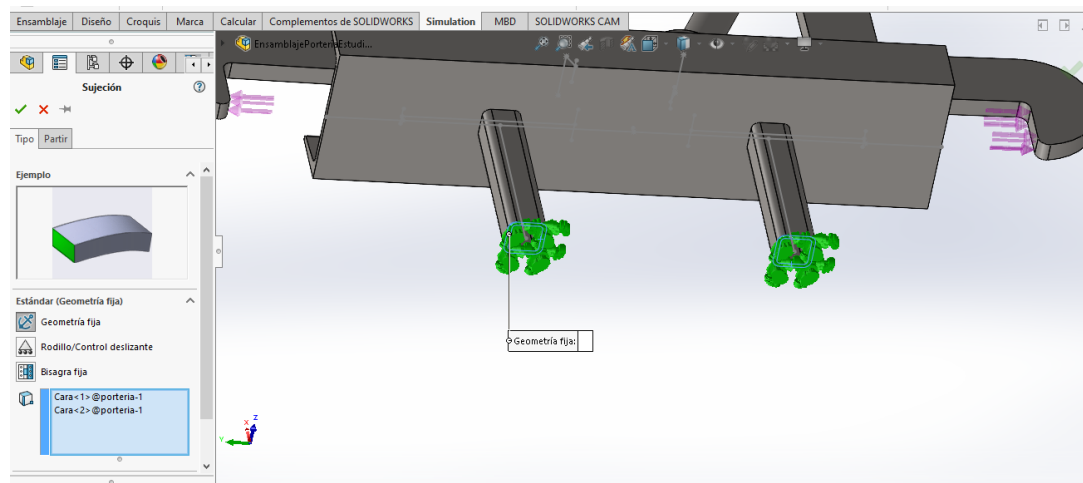 Ensamblaje Diseño Croquis Marca Calcular Complementos de SOLIDWORKS Simulation MBD SOLIDWORKS CAM
EnsamblajePorteriaEstudi...
Sujeción
Tipo Partir
Ejemplo
Estándar (Geometría fija)
Geometría fija
Rodillo/Control deslizante
Bisagra fija
Cara<1>@porteria-1
Cara<2>@porteria-1
Geometría fija:
X Z
Y